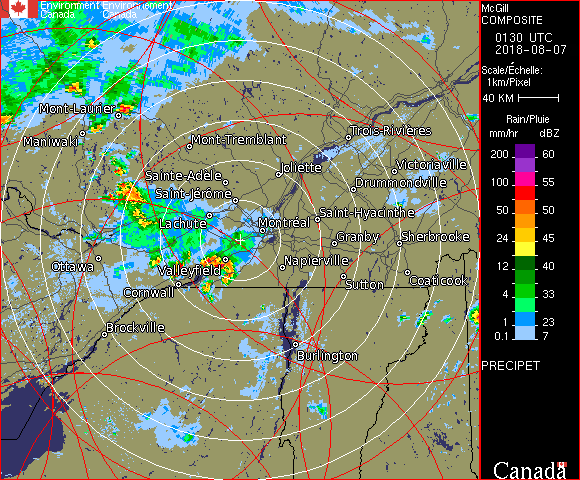 Environment Environnement
Canada Canada
Mont-Laurier
Maniwaki
Mont-Tremblant
Trois-Rivières
Sainte-Adèle
Joliette
Victoriaville
Saint-Jérôme
Drummondville
Lachute
Montréal
Saint-Hyacinthe
Granby
Sherbrooke
Ottawa
Valleyfield
Napierville
Cornwall
Sutton
Coaticook
Brockville
Burlington
McGill
COMPOSITE
0130 UTC
2018-08-07
Scale/Échelle:
1km/Pixel
40 KM
Rain/Pluie
mm/hr dBZ
200 60
100 55
50 50
24 45
12 40
4 33
1 23
0.1 7
PRECIPET
Canada